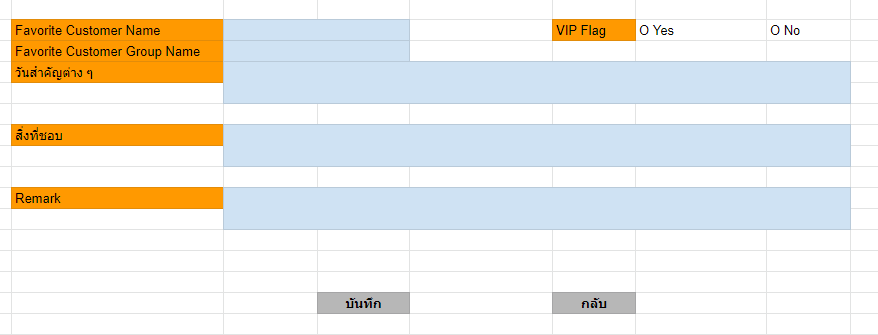 Favorite Customer Name VIP Flag O Yes O No
Favorite Customer Group Name
วันสำคัญต่าง ๆ
สิ่งที่ชอบ
Remark
บันทึก กลับ